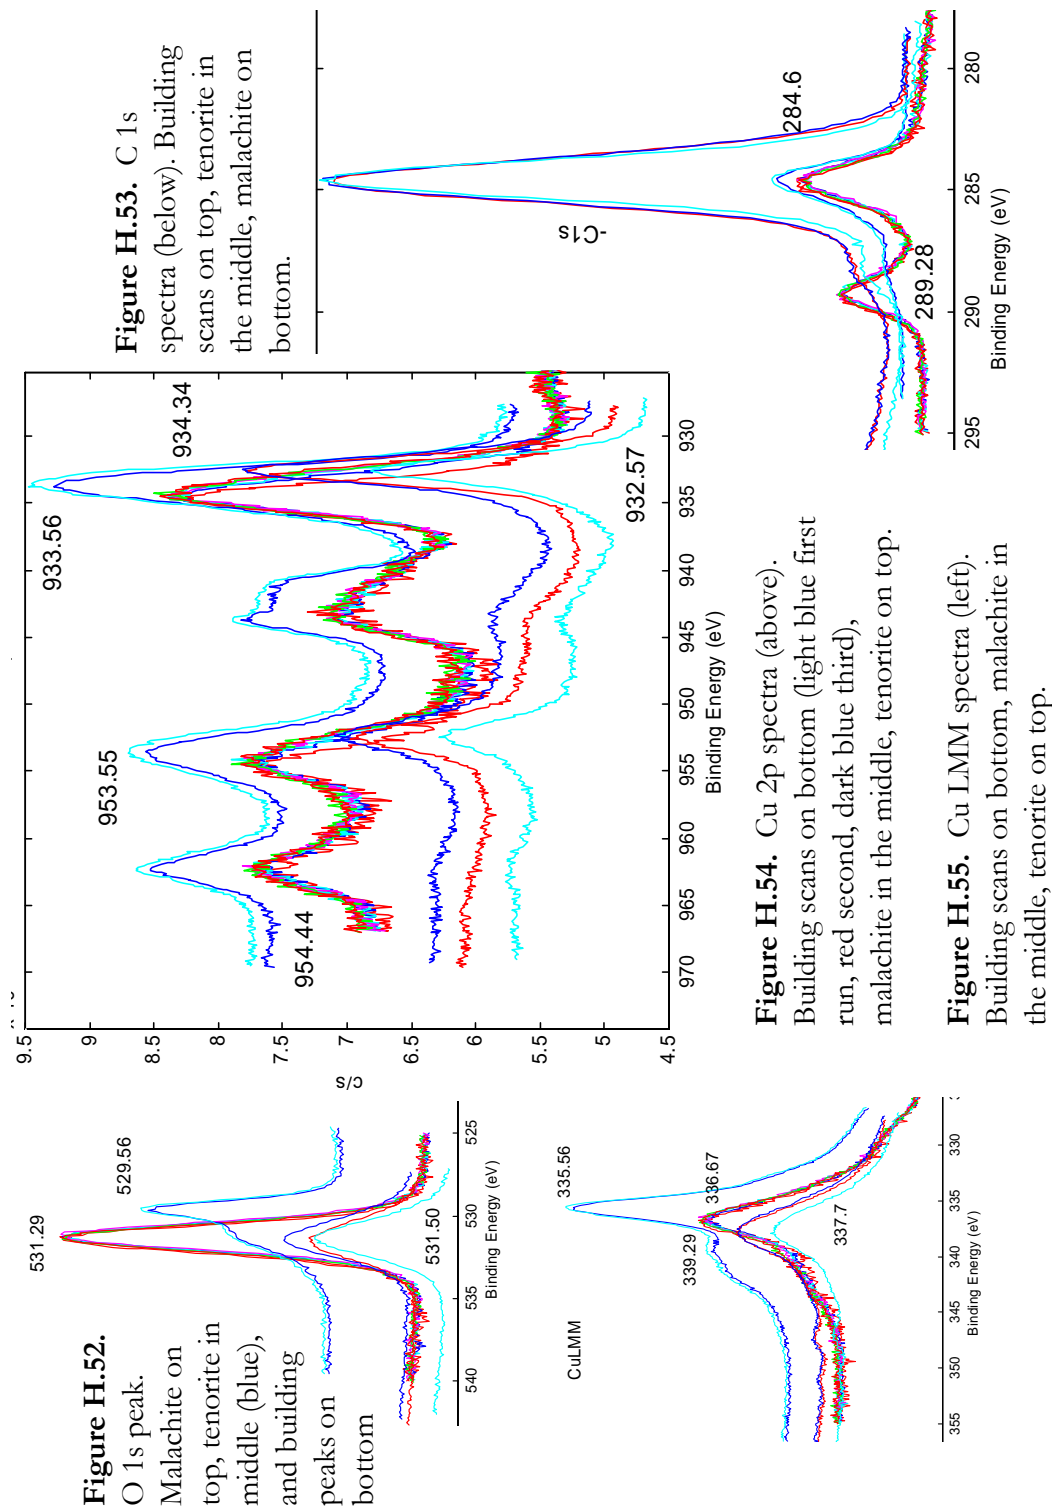 Figure H.52.
O 1s peak.
Malachite on
top, tenorite in
middle (blue),
and building
peaks on
bottom
531.29
529.56
531.50
540
535
530
525
Binding Energy (eV)
CuLMM
335.56
339.29
336.67
337.7
355
350
345
340
335
330
Binding Energy (eV)
9.5
9
8.5
8
7.5
7
6.5
6
5.5
5
4.5
c/s
933.56
934.34
953.55
954.44
932.57
970
965
960
955
950
945
940
935
930
Binding Energy (eV)
Figure H.54. Cu 2p spectra (above).
Building scans on bottom (light blue first
run, red second, dark blue third),
malachite in the middle, tenorite on top.
Figure H.55. Cu LMM spectra (left).
Building scans on bottom, malachite in
the middle, tenorite on top.
Figure H.53. C 1s
spectra (below). Building
scans on top, tenorite in
the middle, malachite on
bottom.
-C1s
284.6
289.28
295
290
285
280
Binding Energy (eV)